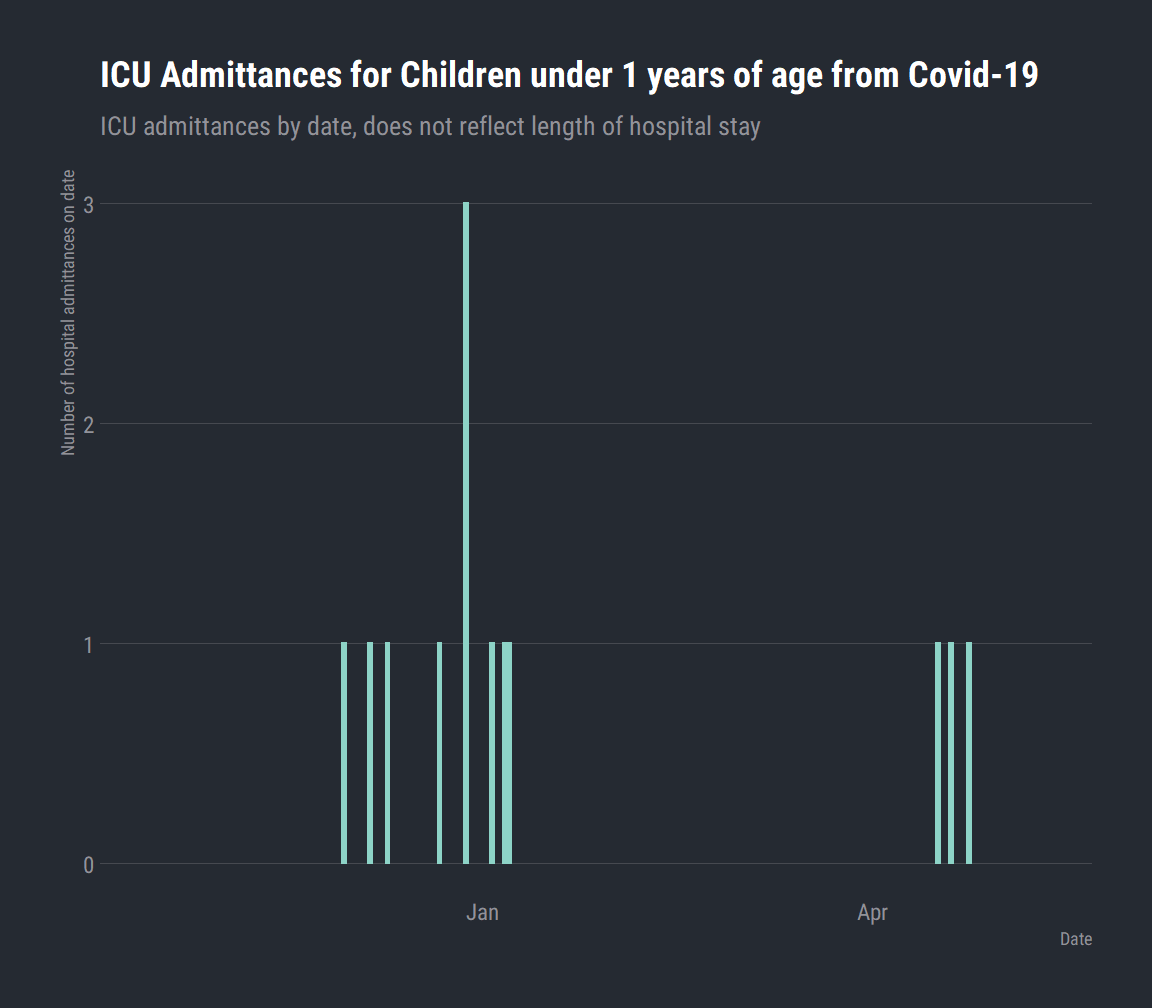 ICU Admittances for Children under 1 years of age from Covid-19
ICU admittances by date, does not reflect length of hospital stay
Number of hospital admittances on date
3
2
1
0
Jan
Apr
Date